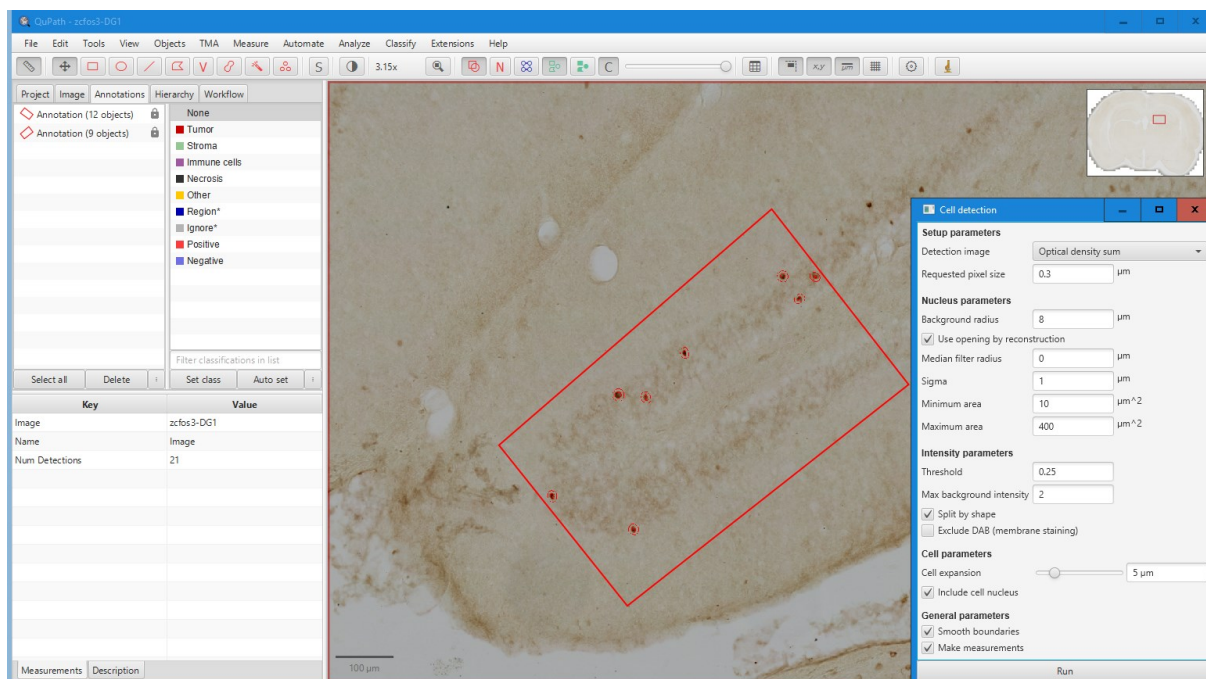 QuPath - zcfos3-DG1
File Edit Tools View Objects TMA Measure Automate Analyze Classify Extensions Help
3.15x
N
C
S
x,y
μm
Project Image Annotations Hierarchy Workflow
Annotation (12 objects)
Annotation (9 objects)
None
Tumor
Stroma
Immune cells
Necrosis
Other
Region*
Ignore*
Positive
Negative
Filter classifications in list
Select all Delete Set class Auto set
Key Value
Image zcfos3-DG1
Name Image
Num Detections 21
Measurements Description
100 μm
Cell detection
Setup parameters
Detection image Optical density sum
Requested pixel size 0.3 μm
Nucleus parameters
Background radius 8 μm
Use opening by reconstruction
Median filter radius 0 μm
Sigma 1 μm
Minimum area 10 μm^2
Maximum area 400 μm^2
Intensity parameters
Threshold 0.25
Max background intensity 2
Split by shape
Exclude DAB (membrane staining)
Cell parameters
Cell expansion 5 μm
Include cell nucleus
General parameters
Smooth boundaries
Make measurements
Run